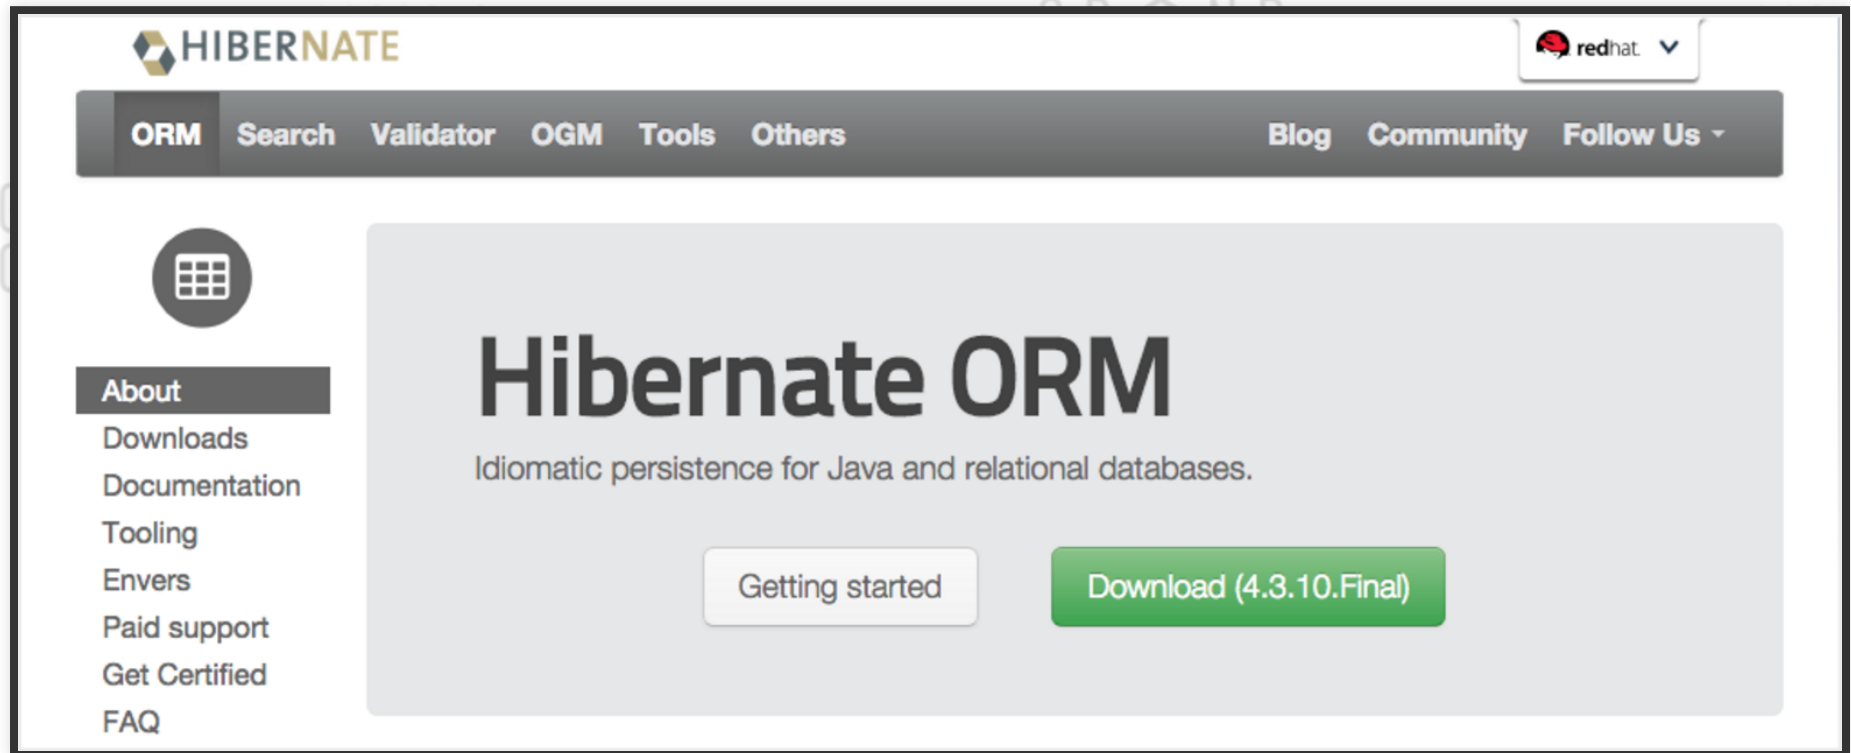 HIBERNATE
redhat.
ORM Search Validator OGM Tools Others Blog Community Follow Us
About
Downloads
Documentation
Tooling
Envers
Paid support
Get Certified
FAQ
Hibernate ORM
Idiomatic persistence for Java and relational databases.
Getting started Download (4.3.10.Final)